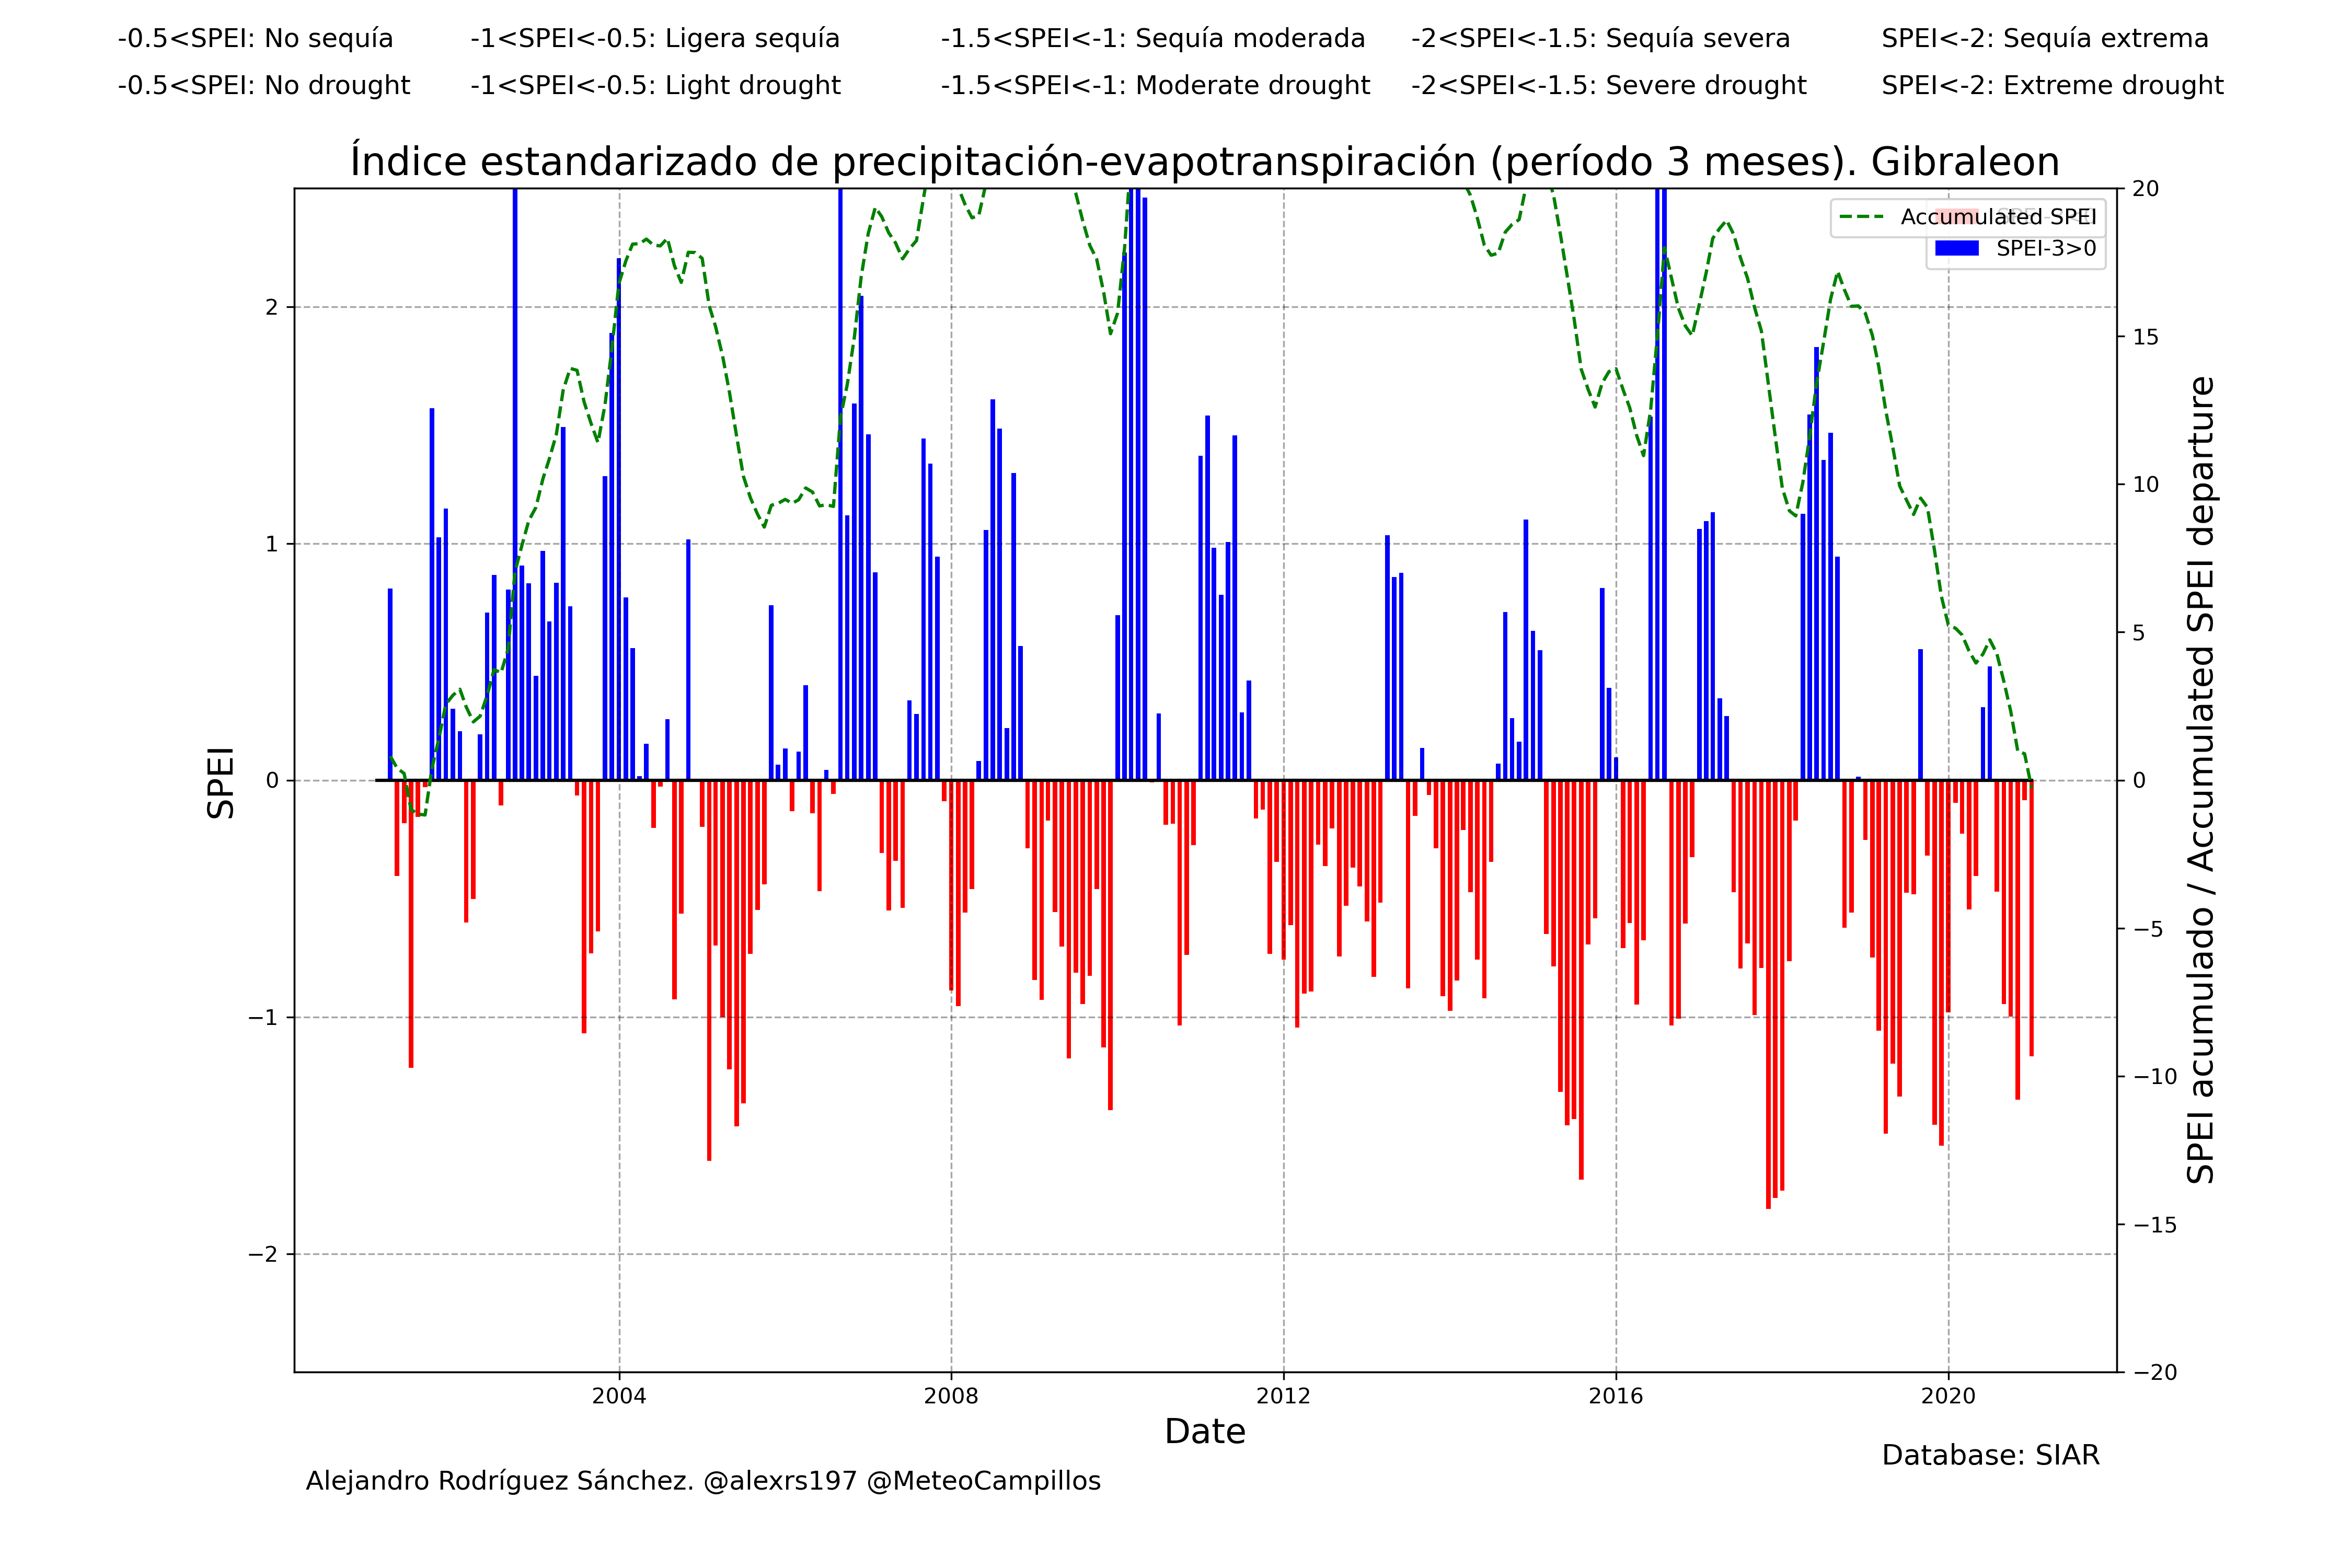 -0.5<SPEI: No sequía -1<SPEI<-0.5: Ligera sequía -1.5<SPEI<-1: Sequía moderada -2<SPEI<-1.5: Sequía severa SPEI<-2: Sequía extrema
-0.5<SPEI: No drought -1<SPEI<-0.5: Light drought -1.5<SPEI<-1: Moderate drought -2<SPEI<-1.5: Severe drought SPEI<-2: Extreme drought
Índice estandarizado de precipitación-evapotranspiración (período 3 meses). Gibraleon
Accumulated SPEI
SPEI-3>0
SPEI
2
1
0
−1
−2
20
15
10
5
0
−5
−10
−15
−20
SPEI acumulado / Accumulated SPEI departure
2004 2008 2012 2016 2020
Date
Database: SIAR
Alejandro Rodríguez Sánchez. @alexrs197 @MeteoCampillos